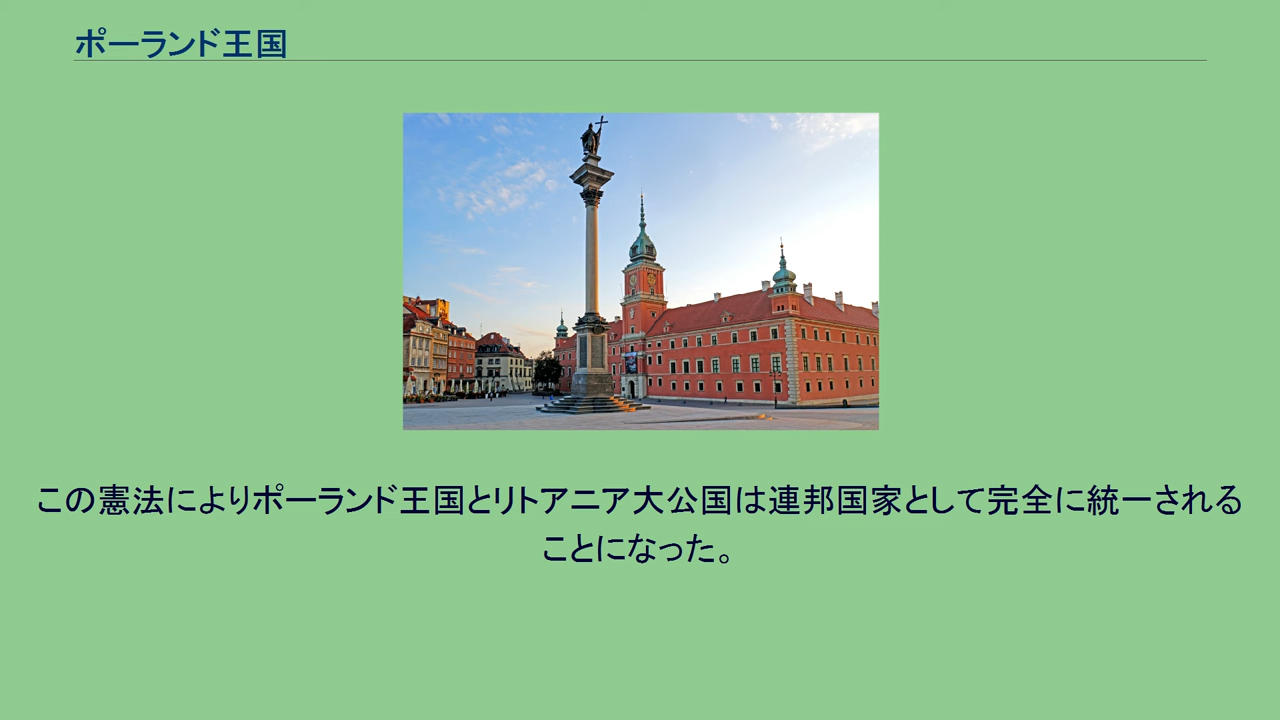 ポーランド王国
この憲法によりポーランド王国とリトアニア大公国は連邦国家として完全に統一される
ことになった。